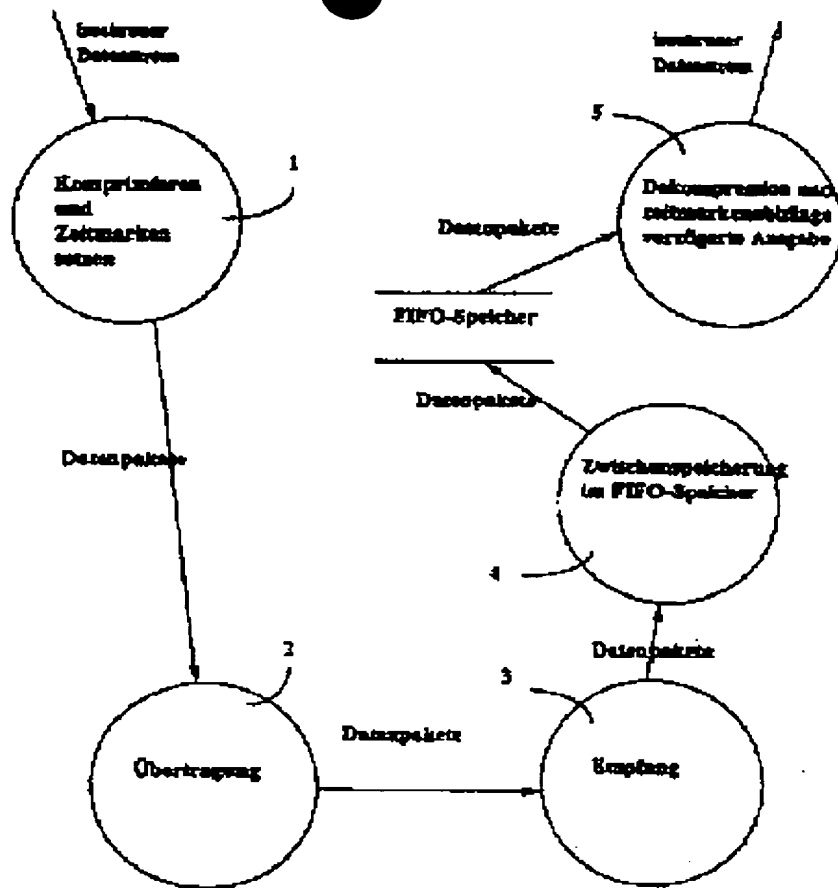 isochroner
Datenstrom
1
Komprimieren
und
Zeitmarken
setzen
Datenpakete
2
Übertragung
Datenpakete
3
Empfang
Datenpakete
4
Zwischenspeicherung
im FIFO-Speicher
Datenpakete
FIFO-Speicher
Datenpakete
5
Dekompression und
zeitmarkenabhängig
verzögerte Ausgabe
isochroner
Datenstrom